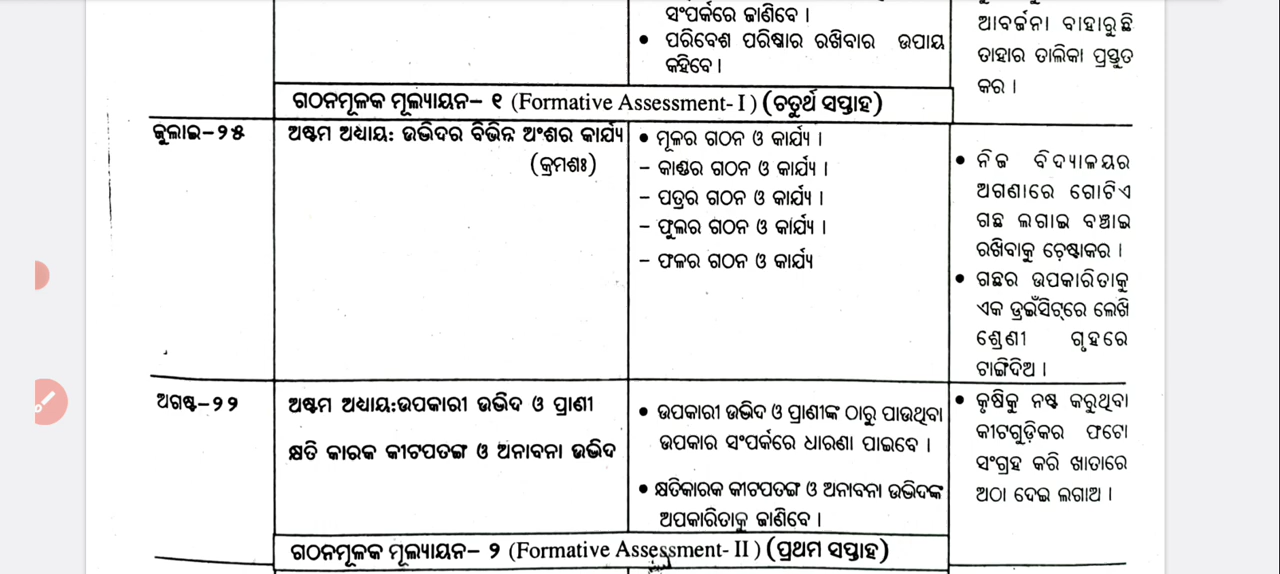 ସଂପର୍କରେ ଜାଣିବେ ।
• ପରିବେଶ ପରିଷ୍କାର ରଖିବାର ଉପାୟ
କହିବେ ।
ଆବର୍ଜନା ବାହାରୁଛି
ତାହାର ତାଲିକା ପ୍ରସ୍ତୁତ
କର ।
ଗଠନମୂଳକ ମୂଲ୍ୟାୟନ– ୧ (Formative Assessment- I ) (ଚତୁର୍ଥ ସପ୍ତାହ)
ଜୁଲାଇ–୨୫
ଅଷ୍ଟମ ଅଧ୍ୟାୟ: ଉଦ୍ଭିଦର ବିଭିନ୍ନ ଅଂଶର କାର୍ଯ୍ୟ
(କ୍ରମଶଃ)
• ମୂଳର ଗଠନ ଓ କାର୍ଯ୍ୟ ।
– କାଣ୍ଡର ଗଠନ ଓ କାର୍ଯ୍ୟ ।
– ପତ୍ରର ଗଠନ ଓ କାର୍ଯ୍ୟ ।
– ଫୁଲର ଗଠନ ଓ କାର୍ଯ୍ୟ ।
– ଫଳର ଗଠନ ଓ କାର୍ଯ୍ୟ
• ନିଜ ବିଦ୍ୟାଳୟର
ଅଗଣାରେ ଗୋଟିଏ
ଗଛ ଲଗାଇ ବଞ୍ଚାଇ
ରଖିବାକୁ ଚେଷ୍ଟାକର ।
• ଗଛର ଉପକାରିତାକୁ
ଏକ ଡ୍ରଇଁସିଟ୍‌ରେ ଲେଖି
ଶ୍ରେଣୀ ଗୃହରେ
ଟାଙ୍ଗିଦିଅ ।
ଅଗଷ୍ଟ–୨୨
ଅଷ୍ଟମ ଅଧ୍ୟାୟ:ଉପକାରୀ ଉଦ୍ଭିଦ ଓ ପ୍ରାଣୀ
କ୍ଷତି କାରକ କୀଟପତଙ୍ଗ ଓ ଅନାବନା ଉଦ୍ଭିଦ
• ଉପକାରୀ ଉଦ୍ଭିଦ ଓ ପ୍ରାଣୀଙ୍କ ଠାରୁ ପାଉଥିବା
ଉପକାର ସଂପର୍କରେ ଧାରଣା ପାଇବେ ।
• କ୍ଷତିକାରକ କୀଟପତଙ୍ଗ ଓ ଅନାବନା ଉଦ୍ଭିଦଙ୍କ
ଅପକାରିତାକୁ ଜାଣିବେ ।
• କୃଷିକୁ ନଷ୍ଟ କରୁଥିବା
କୀଟଗୁଡ଼ିକର ଫଟୋ
ସଂଗ୍ରହ କରି ଖାତାରେ
ଅଠା ଦେଇ ଲଗାଅ ।
ଗଠନମୂଳକ ମୂଲ୍ୟାୟନ– ୨ (Formative Assessment- II ) (ପ୍ରଥମ ସପ୍ତାହ)